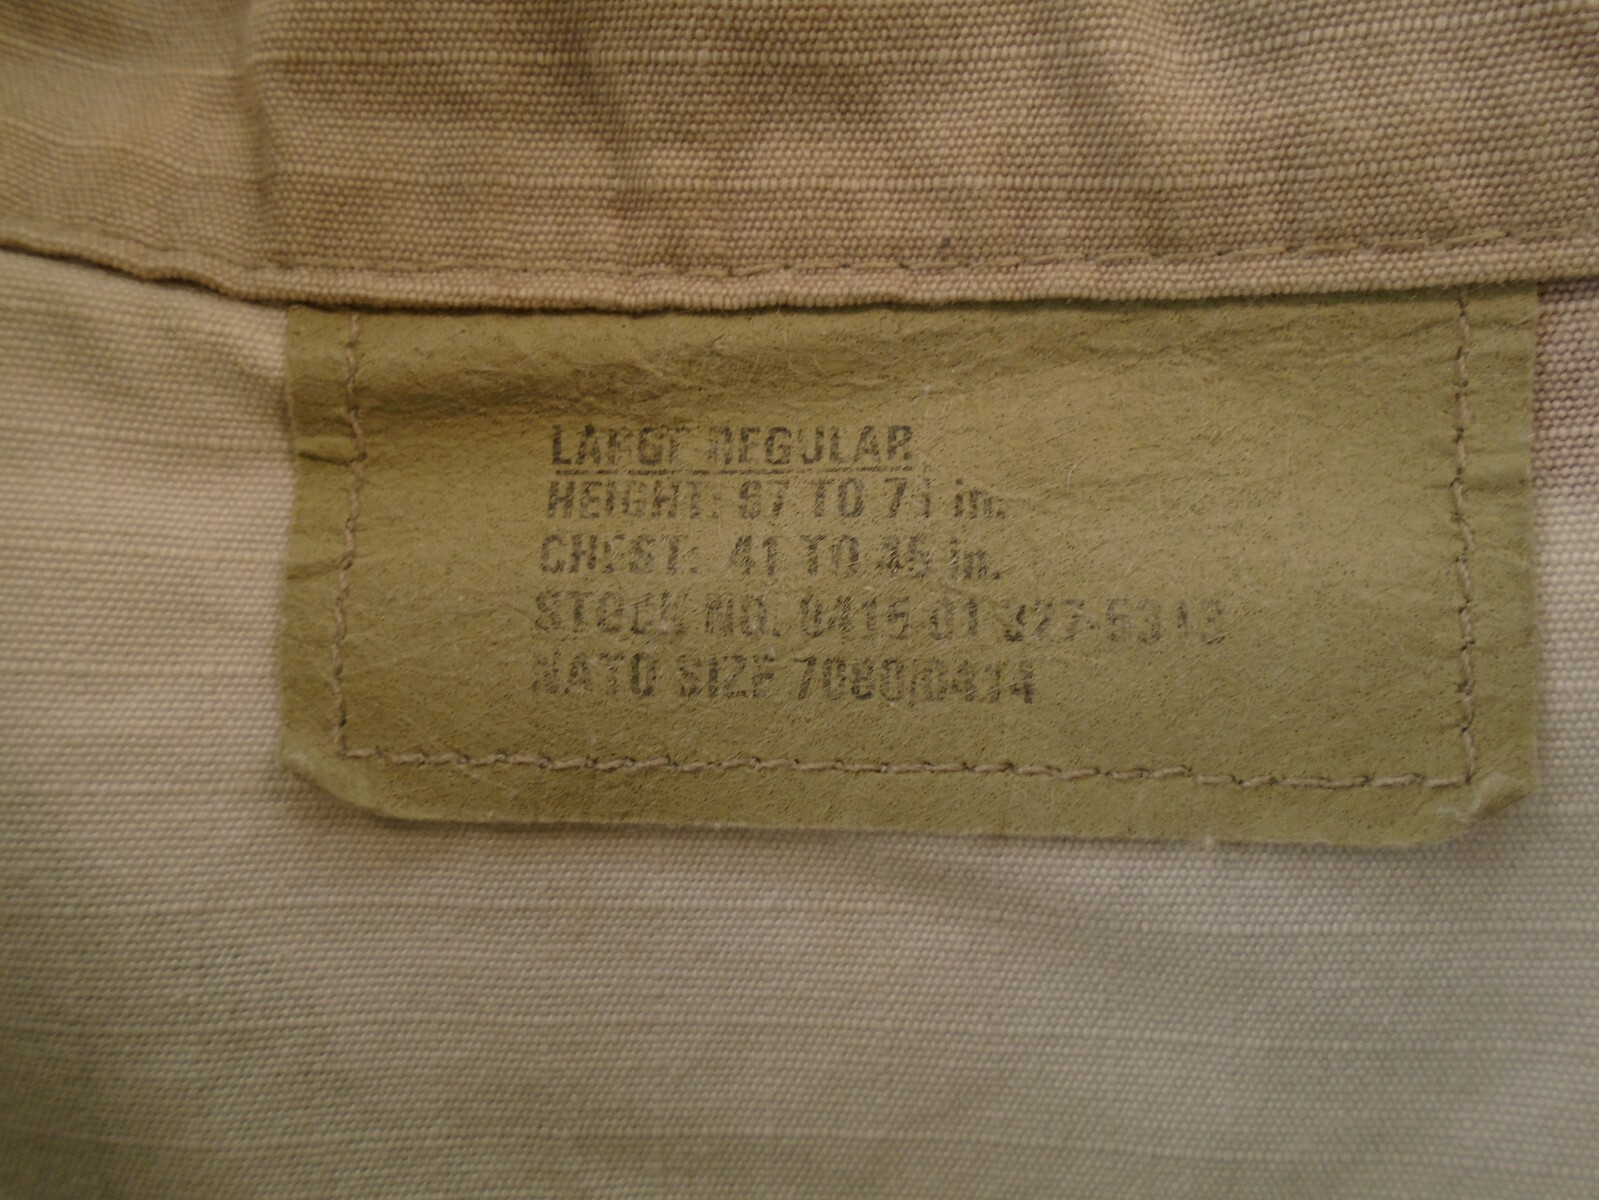 LARGE REGULAR
HEIGHT: 67 TO 71 in.
CHEST: 41 TO 45 in.
STOCK NO. 8415-01-327-5312
NATO SIZE 7080/0414